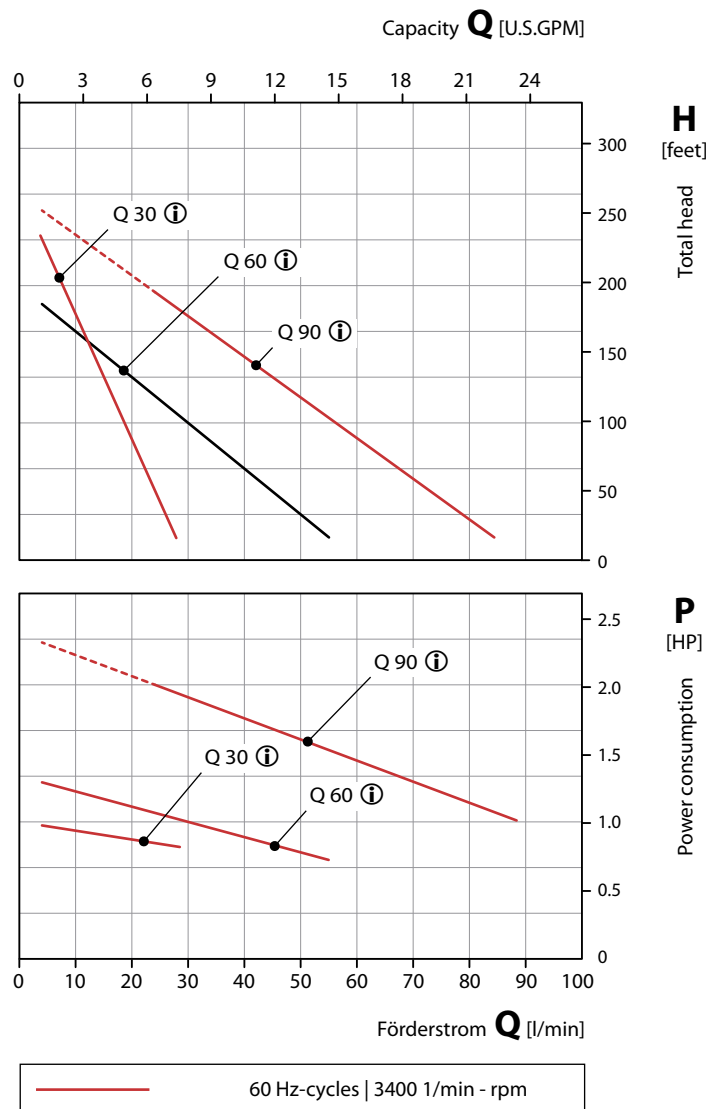 Capacity Q [U.S.GPM]
0 3 6 9 12 15 18 22 24
H
[feet]
Total head
300
250
200
150
100
50
0
Q 30 ⓘ
Q 60 ⓘ
Q 90 ⓘ
P
[HP]
Power consumption
2.5
2.0
1.5
1.0
0.5
0
Q 90 ⓘ
Q 30 ⓘ
Q 60 ⓘ
0 10 20 30 40 50 60 70 80 90 100
Förderstrom Q [l/min]
60 Hz-cycles | 3400 1/min - rpm